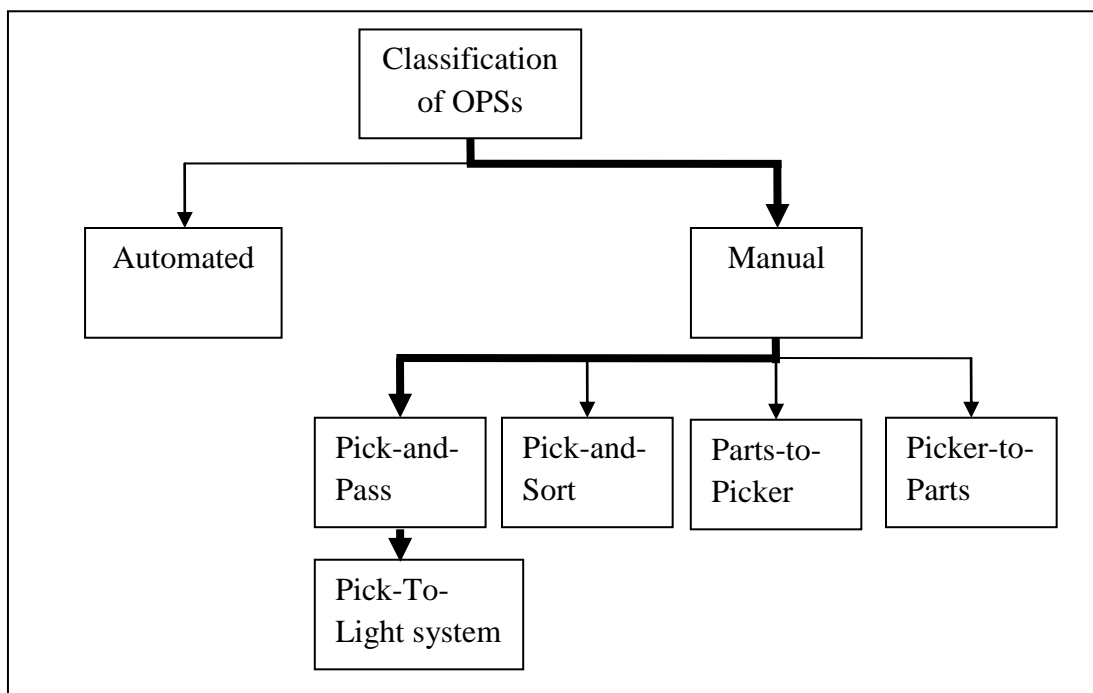 Classification
of OPSs
Automated
Manual
Pick-and-
Pass
Pick-and-
Sort
Parts-to-
Picker
Picker-to-
Parts
Pick-To-
Light system